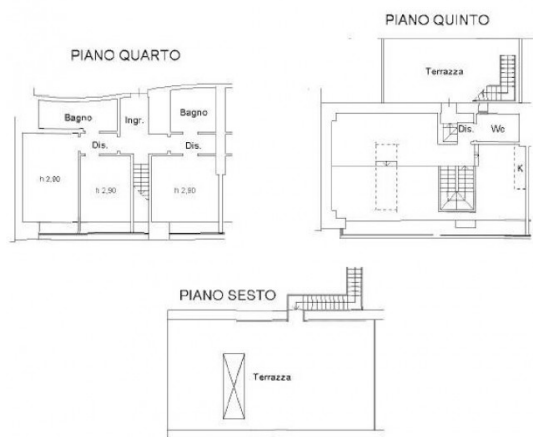 PIANO QUARTO
Bagno
Ingr.
Bagno
Dis.
Dis.
h 2,90
h 2,90
h 2,90
PIANO QUINTO
Terrazza
Dis.
Wc
K
PIANO SESTO
Terrazza